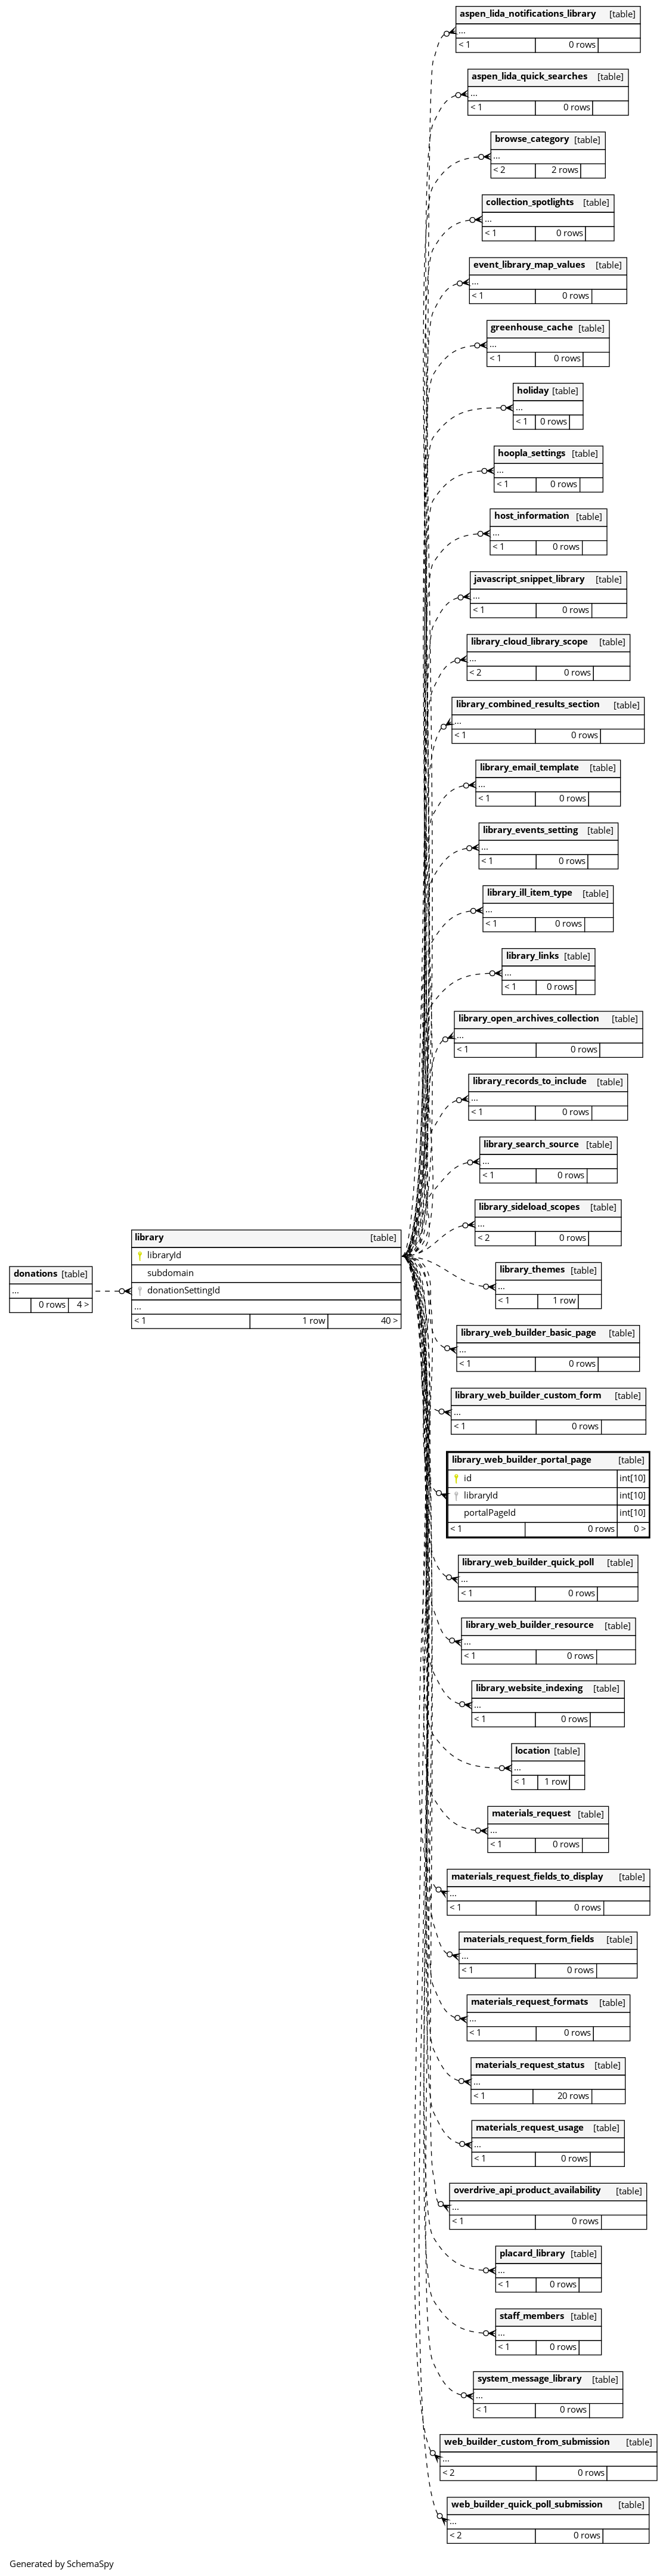 aspen_lida_notifications_library [table]
...
< 1 0 rows
aspen_lida_quick_searches [table]
...
< 1 0 rows
browse_category [table]
...
< 2 2 rows
collection_spotlights [table]
...
< 1 0 rows
event_library_map_values [table]
...
< 1 0 rows
greenhouse_cache [table]
...
< 1 0 rows
holiday [table]
...
< 1 0 rows
hoopla_settings [table]
...
< 1 0 rows
host_information [table]
...
< 1 0 rows
javascript_snippet_library [table]
...
< 1 0 rows
library_cloud_library_scope [table]
...
< 2 0 rows
library_combined_results_section [table]
...
< 1 0 rows
library_email_template [table]
...
< 1 0 rows
library_events_setting [table]
...
< 1 0 rows
library_ill_item_type [table]
...
< 1 0 rows
library_links [table]
...
< 1 0 rows
library_open_archives_collection [table]
...
< 1 0 rows
library_records_to_include [table]
...
< 1 0 rows
library_search_source [table]
...
< 1 0 rows
library_sideload_scopes [table]
...
< 2 0 rows
library [table]
libraryId
subdomain
donationSettingId
...
< 1 1 row 40 >
donations [table]
...
0 rows 4 >
library_themes [table]
...
< 1 1 row
library_web_builder_basic_page [table]
...
< 1 0 rows
library_web_builder_custom_form [table]
...
< 1 0 rows
library_web_builder_portal_page [table]
id int[10]
libraryId int[10]
portalPageId int[10]
< 1 0 rows 0 >
library_web_builder_quick_poll [table]
...
< 1 0 rows
library_web_builder_resource [table]
...
< 1 0 rows
library_website_indexing [table]
...
< 1 0 rows
location [table]
...
< 1 1 row
materials_request [table]
...
< 1 0 rows
materials_request_fields_to_display [table]
...
< 1 0 rows
materials_request_form_fields [table]
...
< 1 0 rows
materials_request_formats [table]
...
< 1 0 rows
materials_request_status [table]
...
< 1 20 rows
materials_request_usage [table]
...
< 1 0 rows
overdrive_api_product_availability [table]
...
< 1 0 rows
placard_library [table]
...
< 1 0 rows
staff_members [table]
...
< 1 0 rows
system_message_library [table]
...
< 1 0 rows
web_builder_custom_from_submission [table]
...
< 2 0 rows
web_builder_quick_poll_submission [table]
...
< 2 0 rows
Generated by SchemaSpy